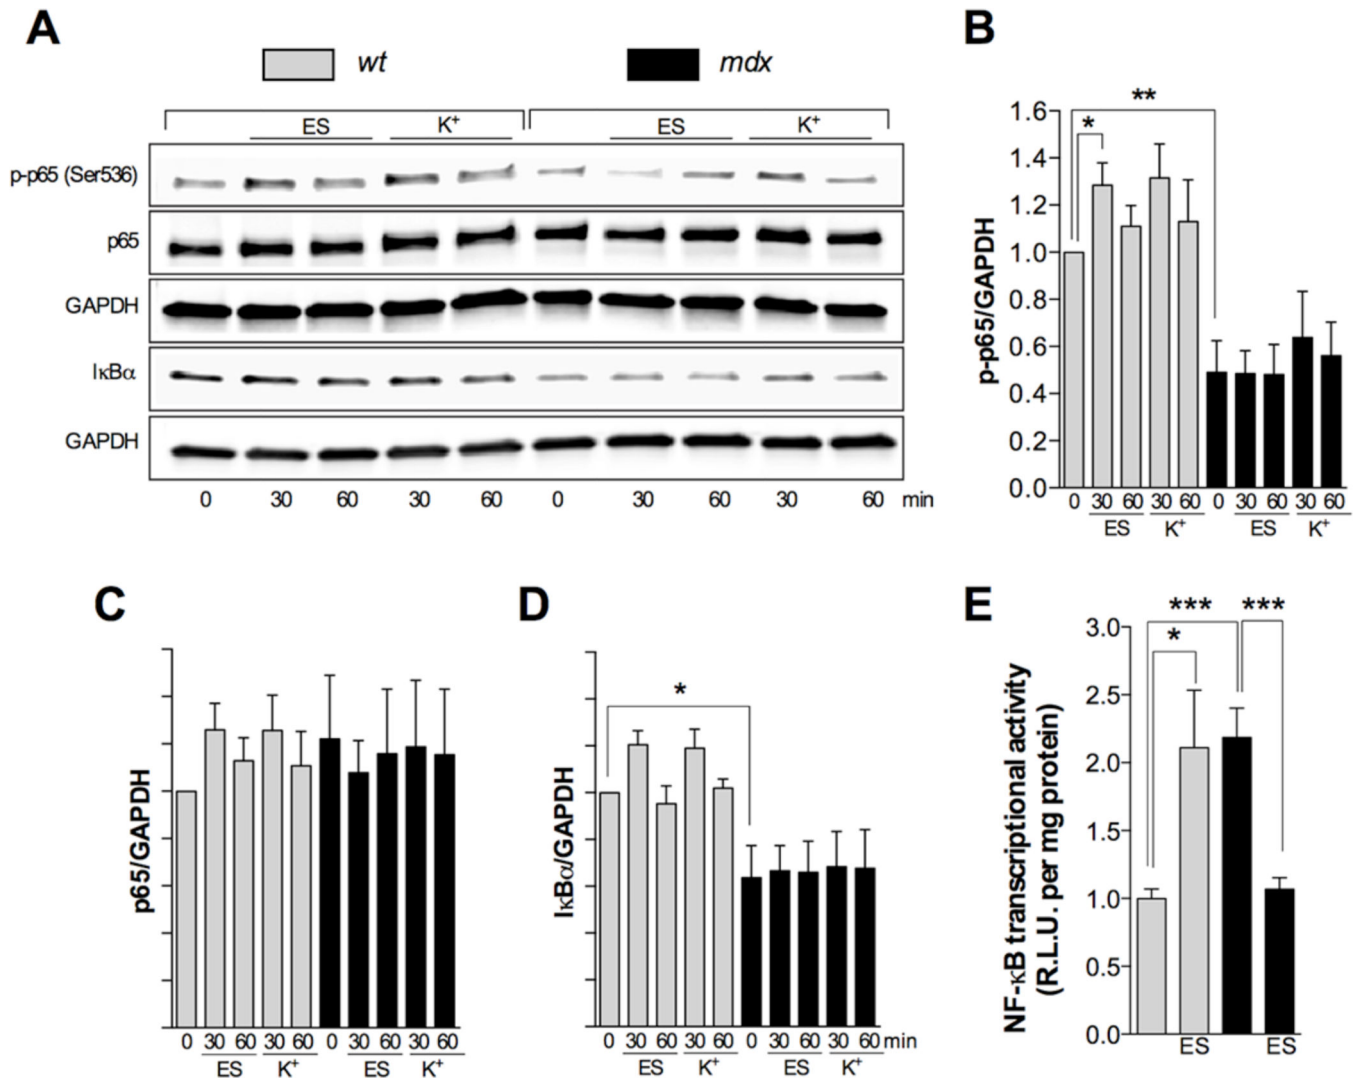 A
wt
mdx
ES
K+
ES
K+
p-p65 (Ser536)
p65
GAPDH
IκBα
GAPDH
0 30 60 30 60 0 30 60 30 60 min
B
** 
*
p-p65/GAPDH
1.6
1.4
1.2
1.0
0.8
0.6
0.4
0.2
0.0
0 30 60 30 60 0 30 60 30 60
ES K+ ES K+
C
p65/GAPDH
0 30 60 30 60 0 30 60 30 60
ES K+ ES K+
D
*
IκBα/GAPDH
0 30 60 30 60 0 30 60 30 60 min
ES K+ ES K+
E
*** ***
*
NF-κB transcriptional activity
(R.L.U. per mg protein)
3.0
2.5
2.0
1.5
1.0
0.5
0.0
ES ES